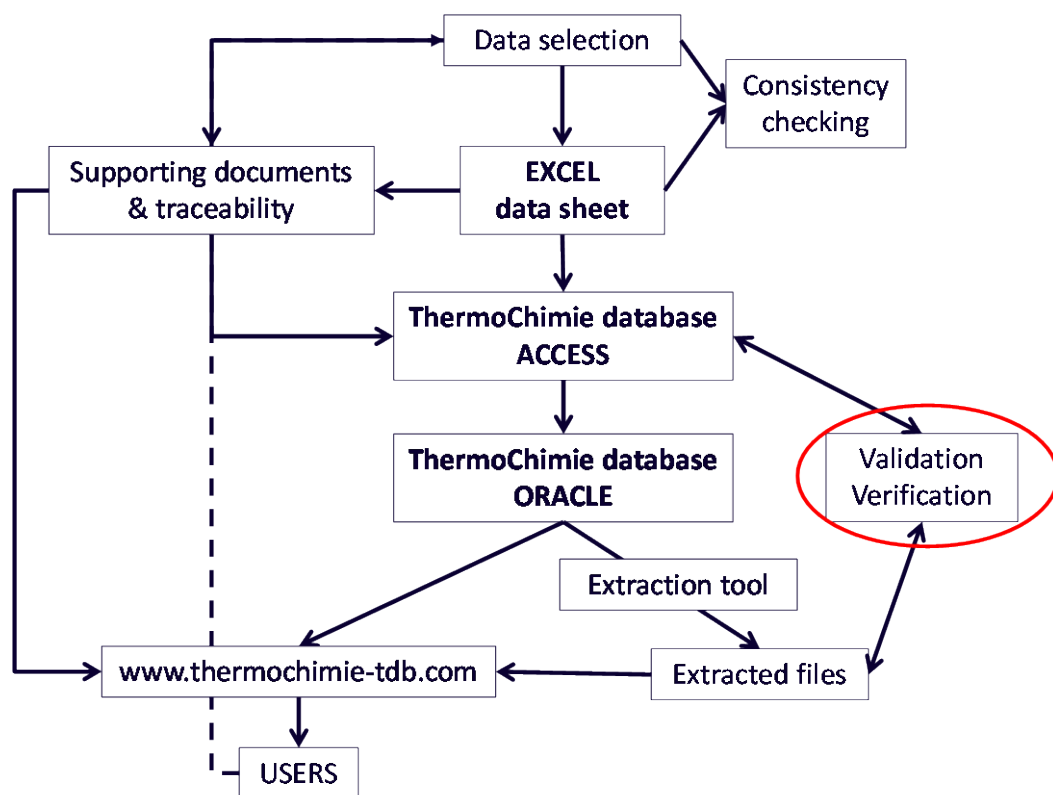 Data selection
Consistency
checking
Supporting documents
& traceability
EXCEL
data sheet
ThermoChimie database
ACCESS
ThermoChimie database
ORACLE
Validation
Verification
Extraction tool
www.thermochimie-tdb.com
Extracted files
USERS